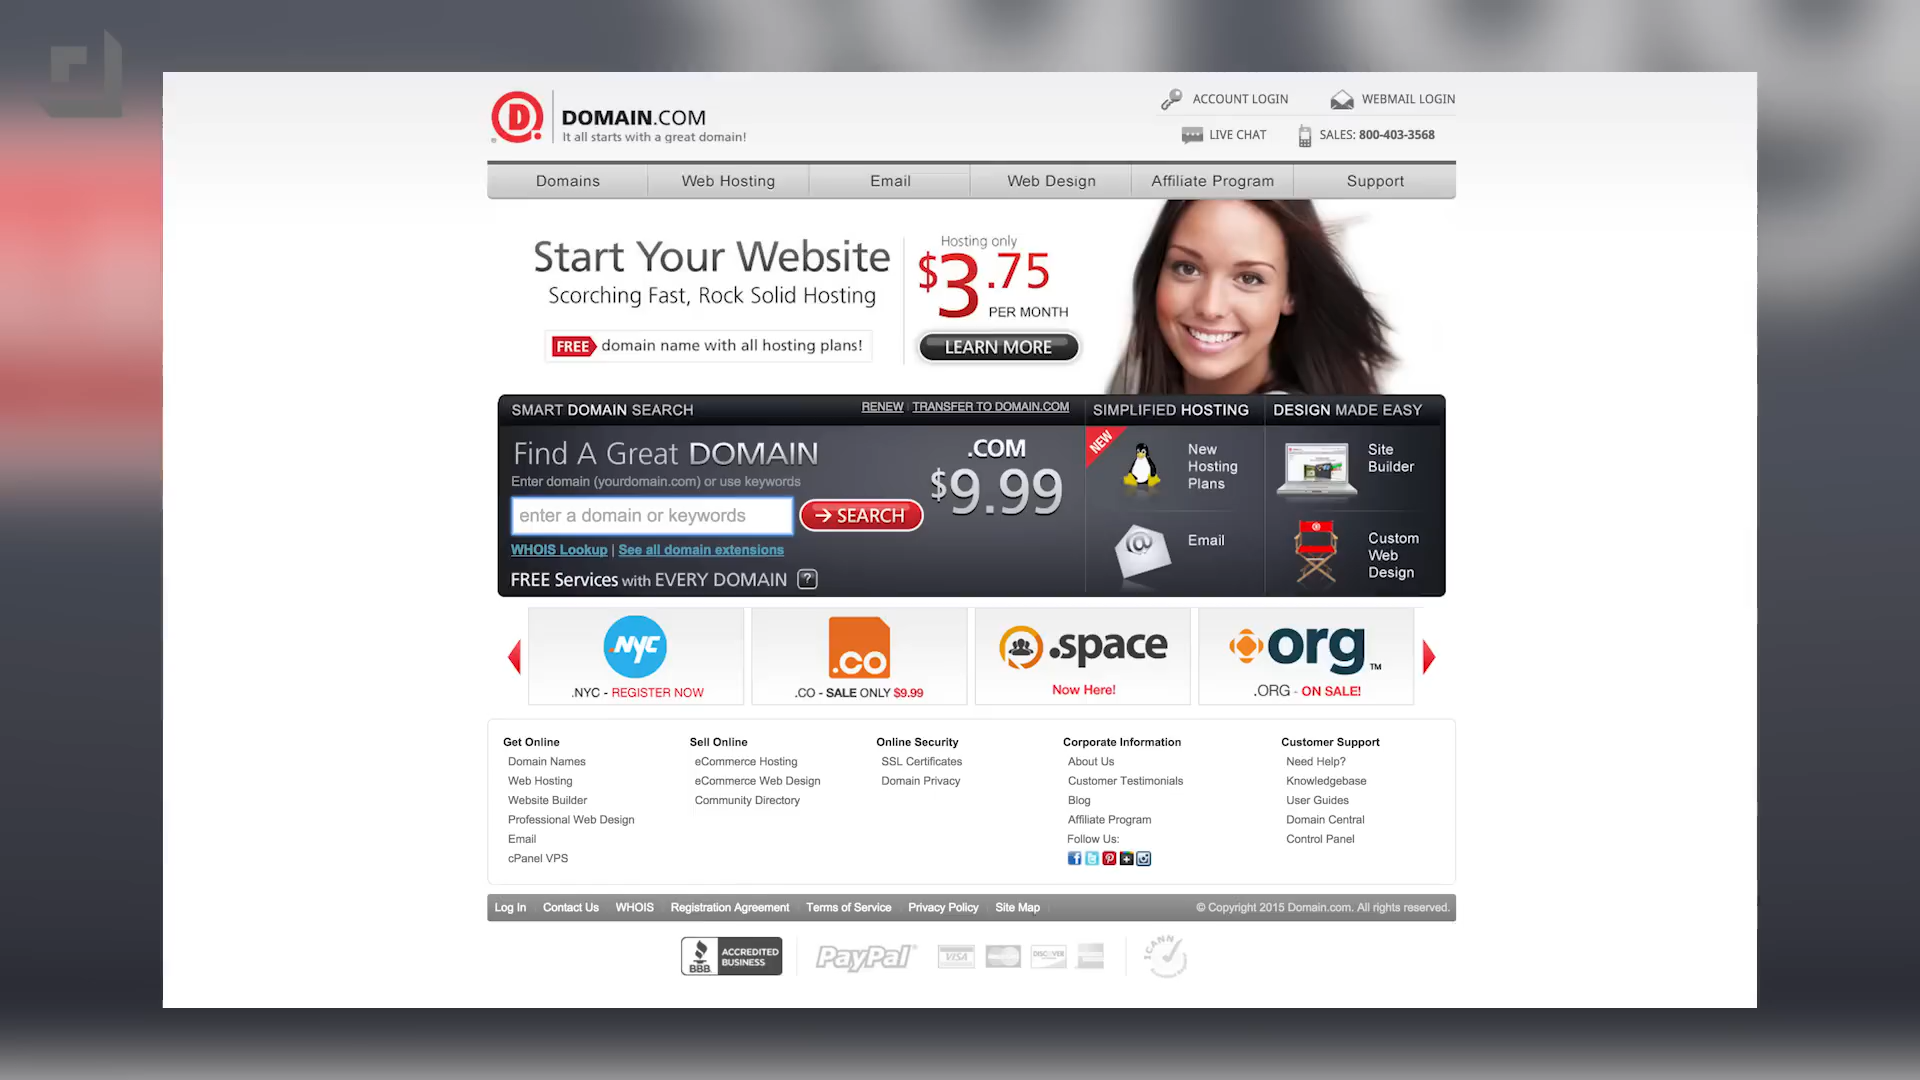 DOMAIN.COM
It all starts with a great domain!
ACCOUNT LOGIN
WEBMAIL LOGIN
LIVE CHAT
SALES: 800-403-3568
Domains
Web Hosting
Email
Web Design
Affiliate Program
Support
Start Your Website
Scorching Fast, Rock Solid Hosting
FREE domain name with all hosting plans!
Hosting only
$3.75
PER MONTH
LEARN MORE
SMART DOMAIN SEARCH
RENEW | TRANSFER TO DOMAIN.COM
Find A Great DOMAIN
Enter domain (yourdomain.com) or use keywords
enter a domain or keywords
SEARCH
WHOIS Lookup | See all domain extensions
FREE Services with EVERY DOMAIN ?
.COM
$9.99
SIMPLIFIED HOSTING
NEW
New
Hosting
Plans
Email
DESIGN MADE EASY
Site
Builder
Custom
Web
Design
.NYC
.NYC - REGISTER NOW
.CO
.CO - SALE ONLY $9.99
.space
Now Here!
org™
.ORG - ON SALE!
Get Online
Domain Names
Web Hosting
Website Builder
Professional Web Design
Email
cPanel VPS
Sell Online
eCommerce Hosting
eCommerce Web Design
Community Directory
Online Security
SSL Certificates
Domain Privacy
Corporate Information
About Us
Customer Testimonials
Blog
Affiliate Program
Follow Us:
Customer Support
Need Help?
Knowledgebase
User Guides
Domain Central
Control Panel
Log In
Contact Us
WHOIS
Registration Agreement
Terms of Service
Privacy Policy
Site Map
© Copyright 2015 Domain.com. All rights reserved.
BBB.
ACCREDITED
BUSINESS
PayPal
VISA
DISCOVER
ICANN